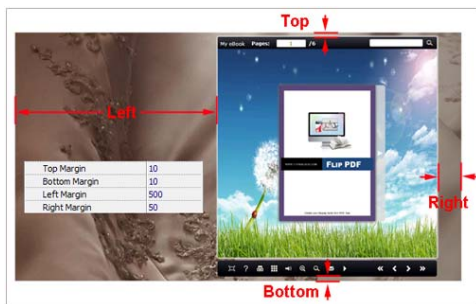 Top
My eBook Pages: 1 /6
Left
FLIP PDF
Top Margin 10
Bottom Margin 10
Left Margin 500
Right Margin 50
Right
Bottom